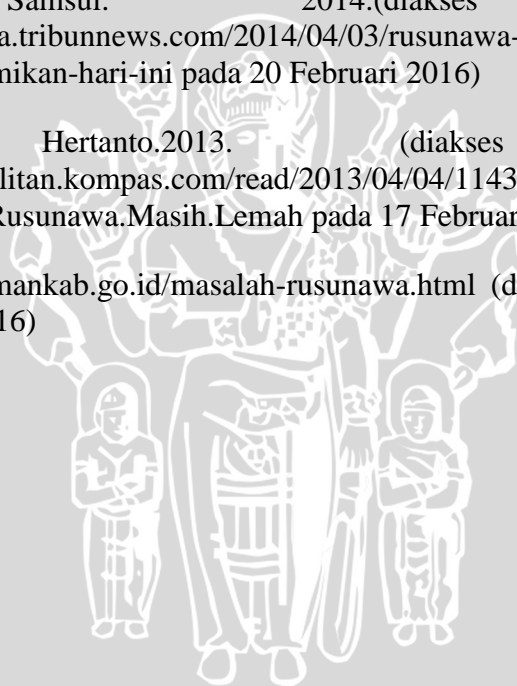 Samsul. 2014.(diakses
a.tribunnews.com/2014/04/03/rusunawa-
mikan-hari-ini pada 20 Februari 2016)
Hertanto.2013. (diakses
litan.kompas.com/read/2013/04/04/1143
Rusunawa.Masih.Lemah pada 17 Februar
mankab.go.id/masalah-rusunawa.html (d
16)